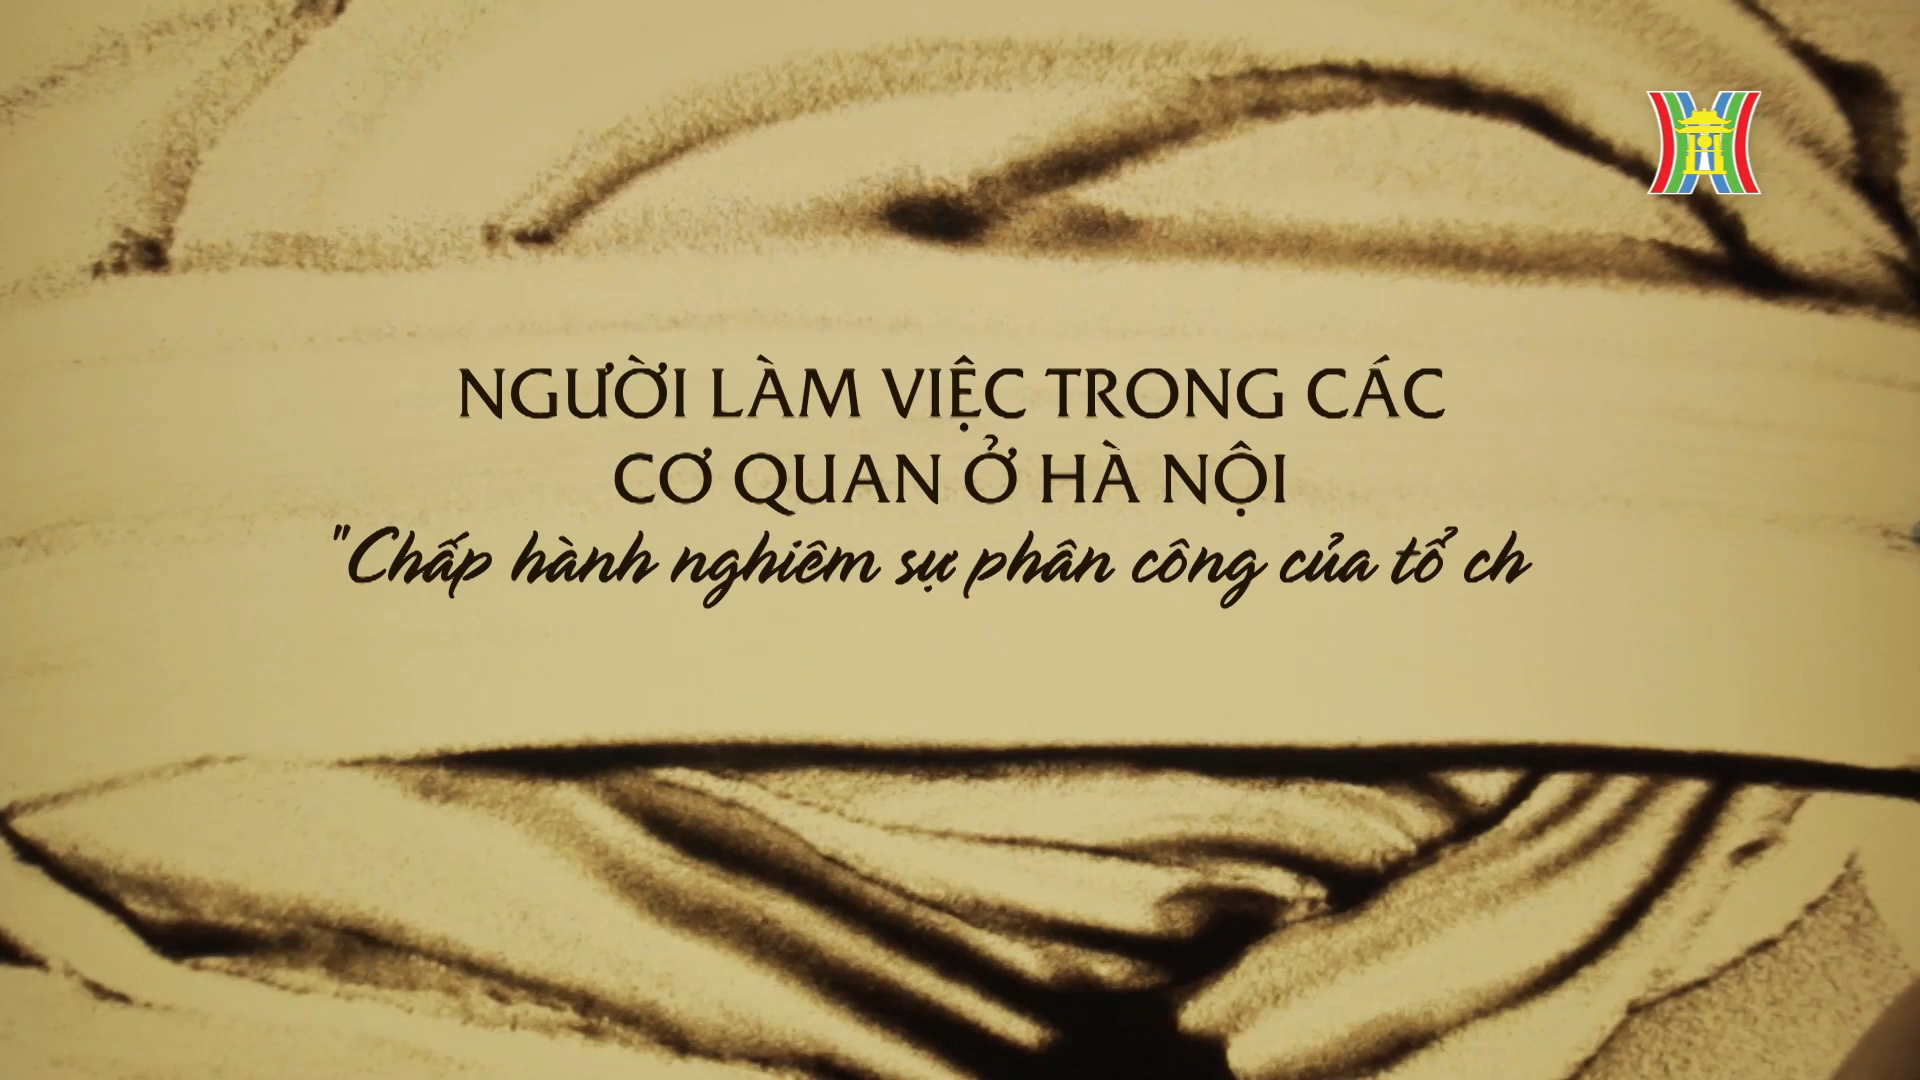 NGƯỜI LÀM VIỆC TRONG CÁC
CƠ QUAN Ở HÀ NỘI
"Chấp hành nghiêm sự phân công của tổ ch